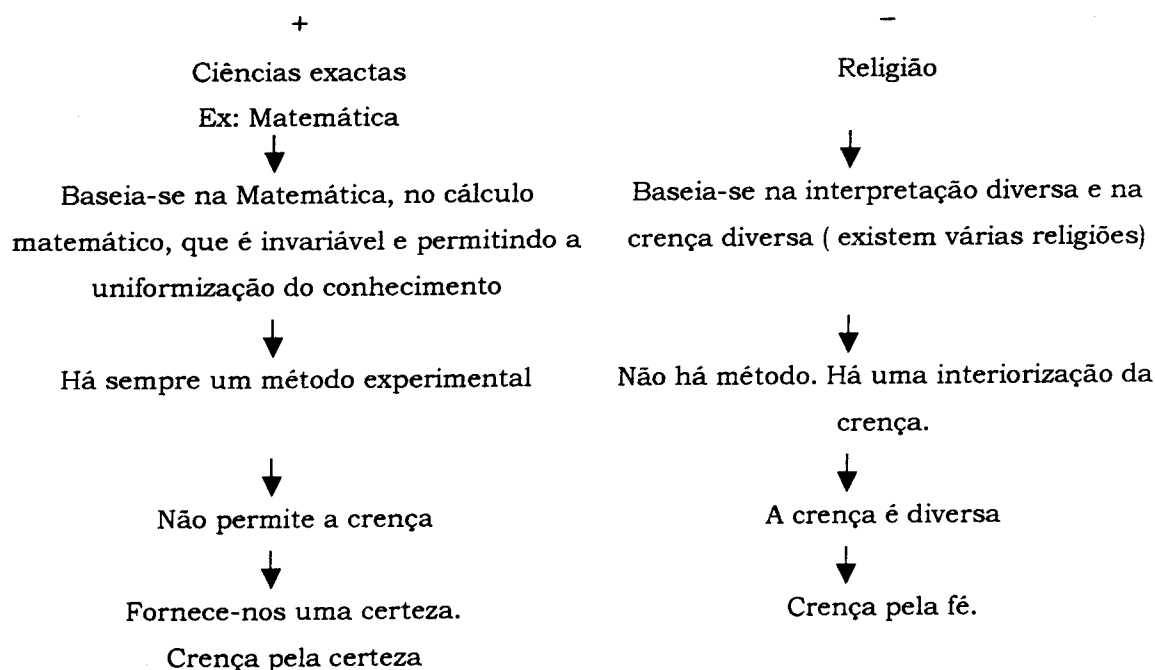 +
Ciências exactas
Ex: Matemática
Baseia-se na Matemática, no cálculo
matemático, que é invariável e permitindo a
uniformização do conhecimento
Há sempre um método experimental
Não permite a crença
Fornece-nos uma certeza.
Crença pela certeza
–
Religião
Baseia-se na interpretação diversa e na
crença diversa ( existem várias religiões)
Não há método. Há uma interiorização da
crença.
A crença é diversa
Crença pela fé.